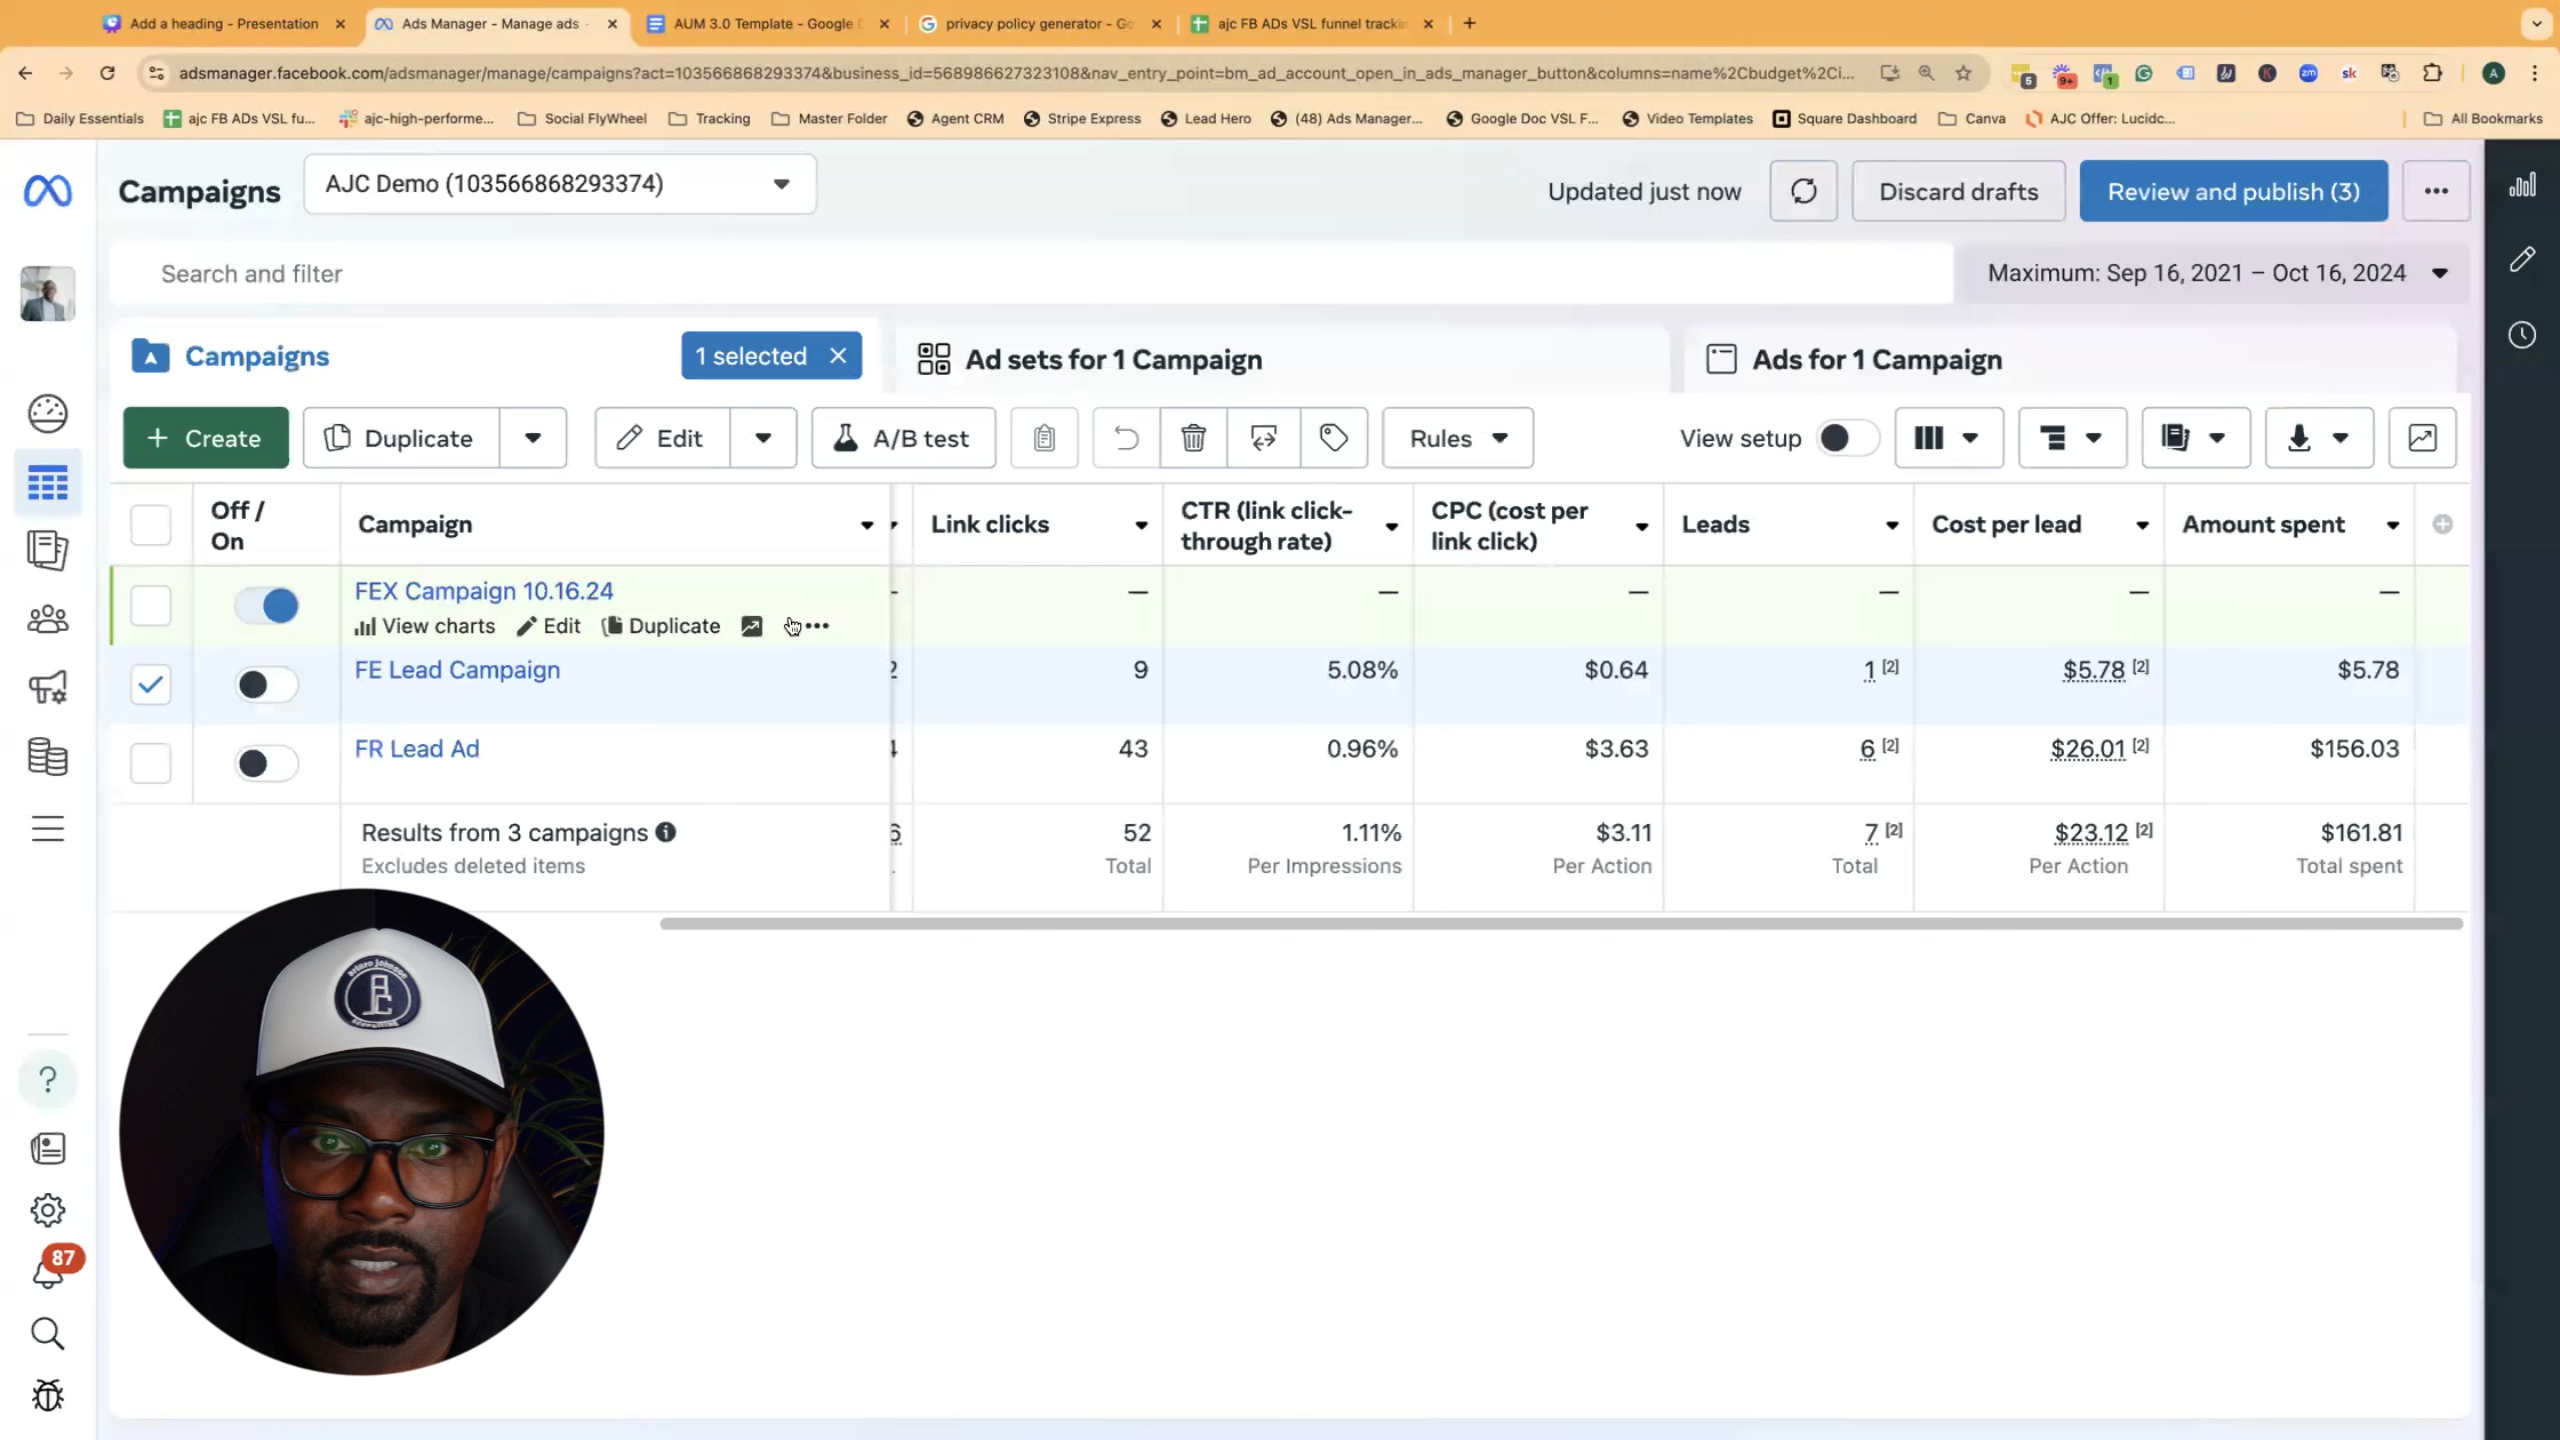 Add a heading - Presentation
Ads Manager - Manage ads -
AUM 3.0 Template - Google
privacy policy generator - Go
ajc FB ADs VSL funnel tracki
adsmanager.facebook.com/adsmanager/manage/campaigns?act=103566868293374&business_id=568986627323108&nav_entry_point=bm_ad_account_open_in_ads_manager_button&columns=name%2Cbudget%2Ci...
5
9+
1
zm
sk
A
Daily Essentials
ajc FB ADs VSL fu...
ajc-high-performe...
Social FlyWheel
Tracking
Master Folder
Agent CRM
Stripe Express
Lead Hero
(48) Ads Manager...
Google Doc VSL F...
Video Templates
Square Dashboard
Canva
AJC Offer: Lucidc...
All Bookmarks
Campaigns
AJC Demo (103566868293374)
Updated just now
Discard drafts
Review and publish (3)
Search and filter
Maximum: Sep 16, 2021 – Oct 16, 2024
Campaigns
1 selected
Ad sets for 1 Campaign
Ads for 1 Campaign
+ Create
Duplicate
Edit
A/B test
Rules
View setup
Off / On
Campaign
Link clicks
CTR (link click-
through rate)
CPC (cost per
link click)
Leads
Cost per lead
Amount spent
FEX Campaign 10.16.24
— — — — — —
View charts Edit Duplicate
FE Lead Campaign
9 5.08% $0.64 1 [2] $5.78 [2] $5.78
FR Lead Ad
43 0.96% $3.63 6 [2] $26.01 [2] $156.03
Results from 3 campaigns
52 1.11% $3.11 7 [2] $23.12 [2] $161.81
Excludes deleted items
Total Per Impressions Per Action Total Per Action Total spent
87